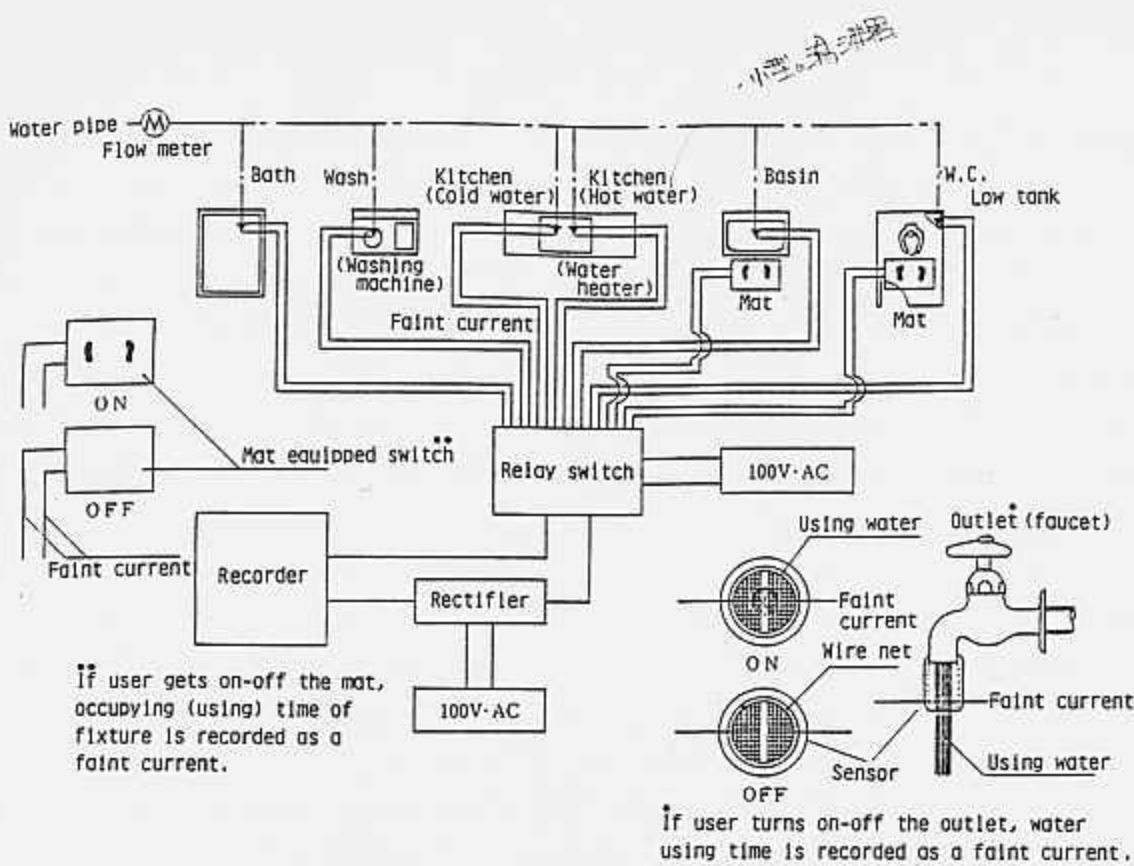 Water pipe
Flow meter
Bath
Wash
Kitchen
(Cold water)
Kitchen
(Hot water)
Basin
W.C.
Low tank
(Washing
machine)
(Water
heater)
Mat
Mat
Faint current
ON
OFF
Mat equipped switch**
Faint current
Relay switch
100V·AC
Recorder
Rectifier
100V·AC
Using water
Outlet* (faucet)
Faint
current
ON
Wire net
Faint current
Sensor
Using water
OFF
**If user gets on-off the mat,
occupying (using) time of
fixture is recorded as a
faint current.
*If user turns on-off the outlet, water
using time is recorded as a faint current.